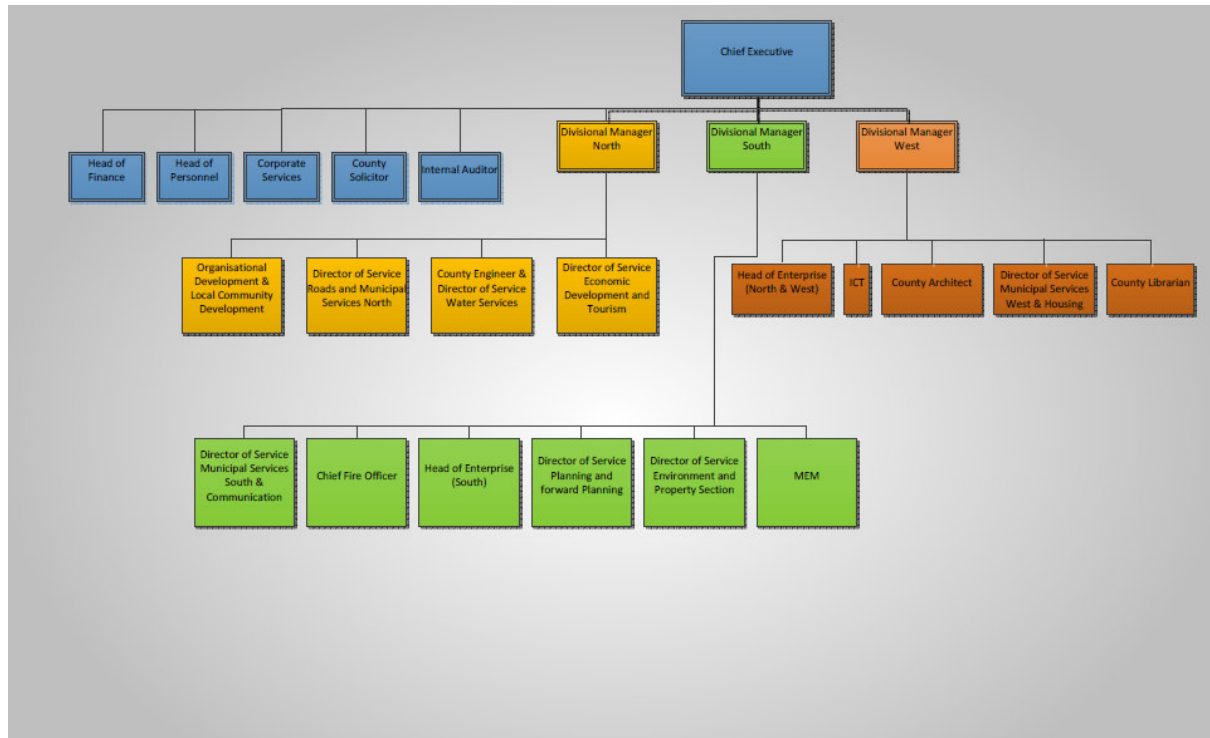 Chief Executive
Divisional Manager
North
Divisional Manager
South
Divisional Manager
West
Head of
Finance
Head of
Personnel
Corporate
Services
County
Solicitor
Internal Auditor
Organisational
Development &
Local Community
Development
Director of Service
Roads and Municipal
Services North
County Engineer &
Director of Service
Water Services
Director of Service
Economic
Development and
Tourism
Head of Enterprise
(North & West)
ICT
County Architect
Director of Service
Municipal Services
West & Housing
County Librarian
Director of Service
Municipal Services
South &
Communication
Chief Fire Officer
Head of Enterprise
(South)
Director of Service
Planning and
forward Planning
Director of Service
Environment and
Property Section
MEM